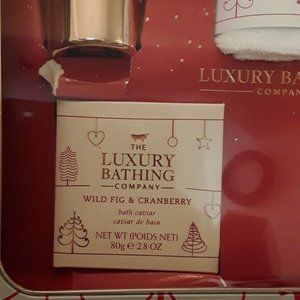 LUXURY BA
COMPAN
THE
LUXURY
BATHING
COMPANY
WILD FIG & CRANBERRY
bath caviar
caviar de bain
NET WT (POIDS NET)
80g ℮ 2.8 OZ